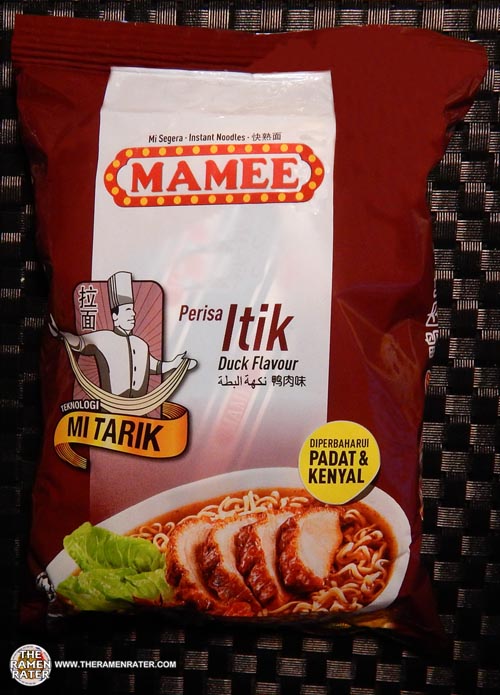 Mi Segera - Instant Noodles - 快熟面
MAMEE
拉面
Perisa Itik
Duck Flavour
نكهة البطة 鸭肉味
TEKNOLOGI
MI TARIK
DIPERBAHARUI
PADAT &
KENYAL
THE
RAMEN
RATER
WWW.THERAMENRATER.COM